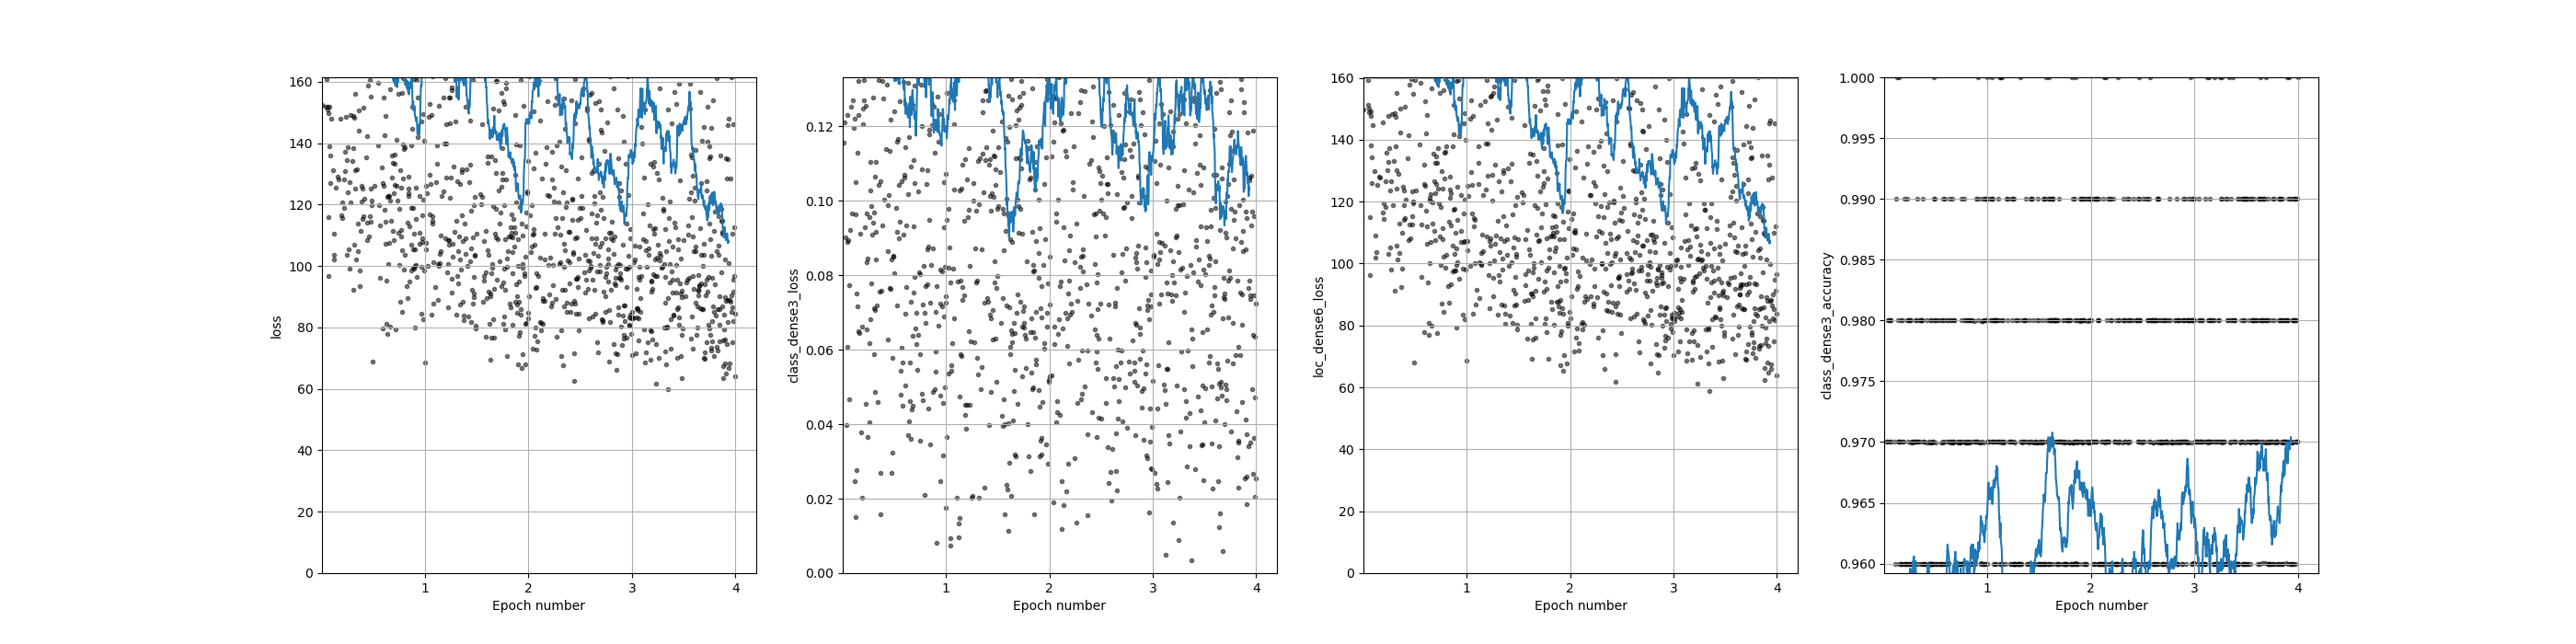 loss
160
140
120
100
80
60
40
20
0
1 2 3 4
Epoch number
class_dense3_loss
0.12
0.10
0.08
0.06
0.04
0.02
0.00
1 2 3 4
Epoch number
loc_dense6_loss
160
140
120
100
80
60
40
20
0
1 2 3 4
Epoch number
class_dense3_accuracy
1.000
0.995
0.990
0.985
0.980
0.975
0.970
0.965
0.960
1 2 3 4
Epoch number